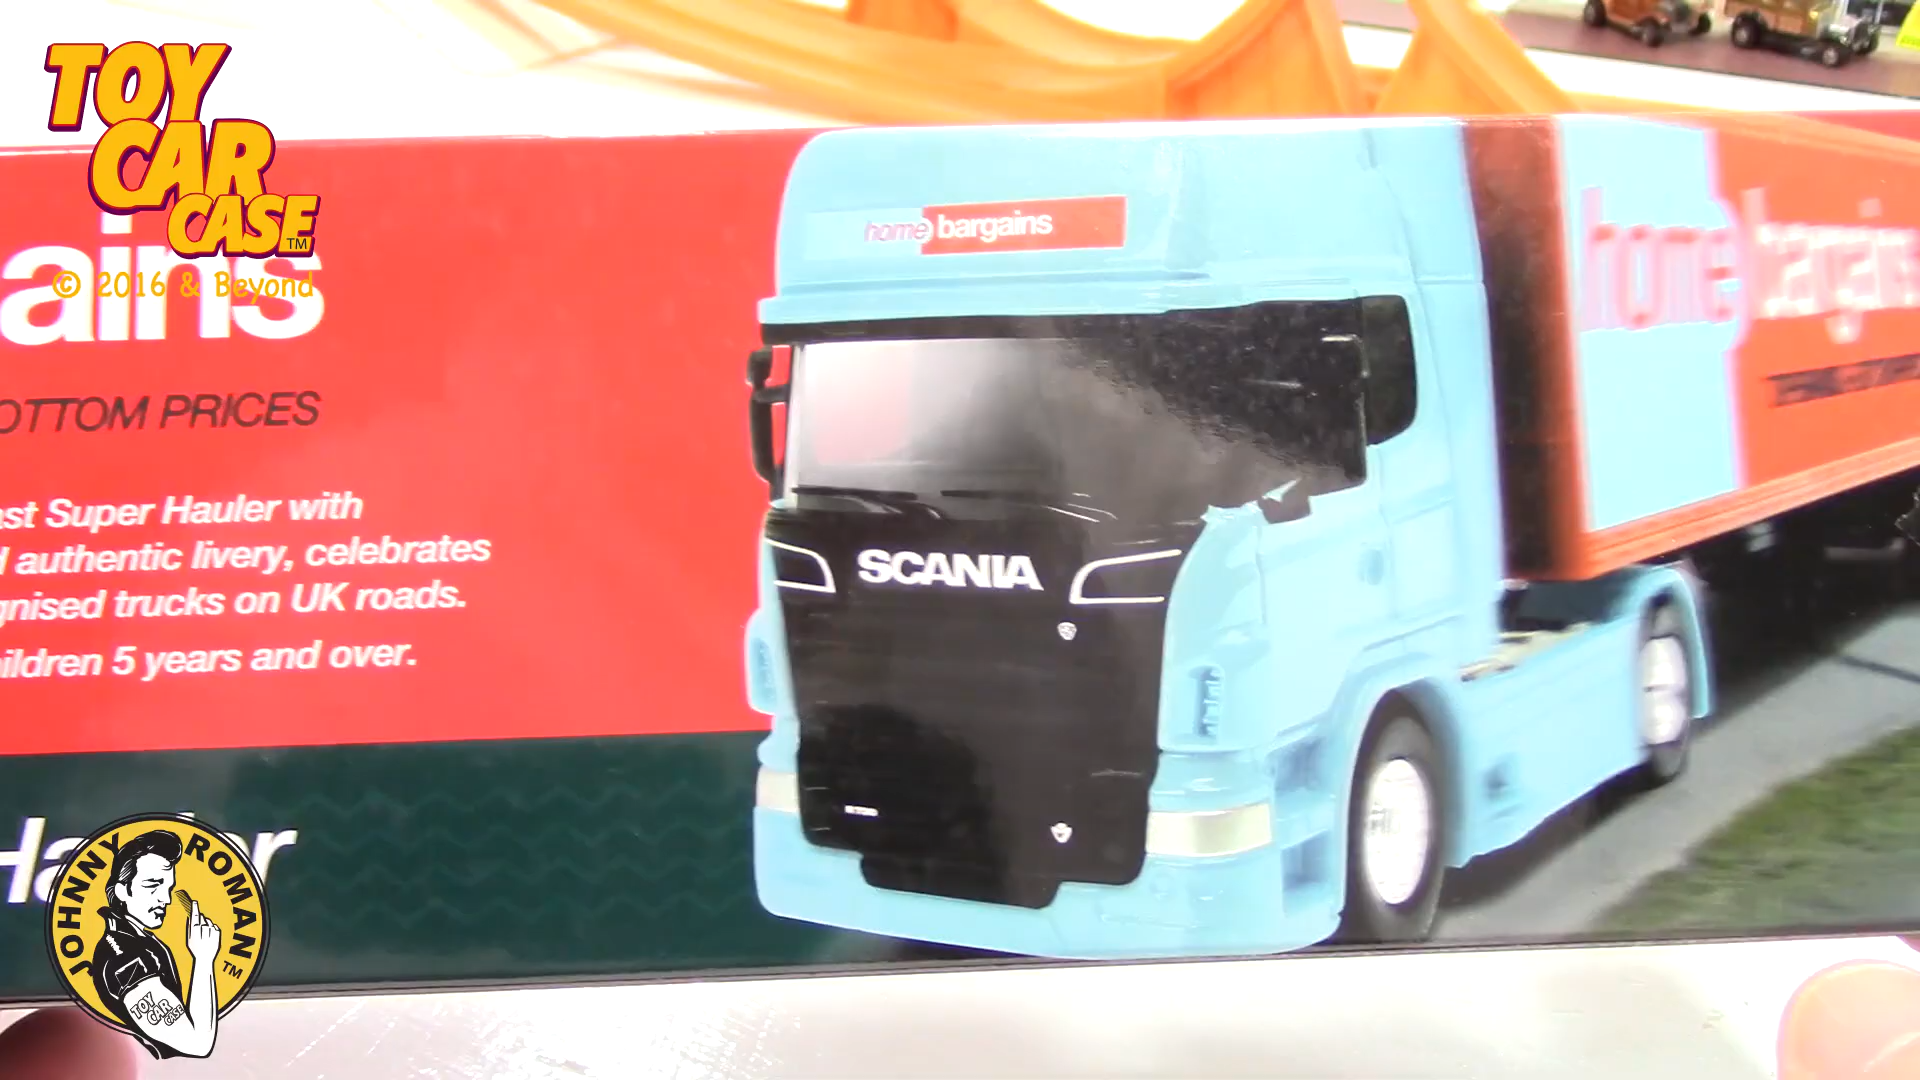 TOY
CAR
CASE
TM
© 2016 & Beyond
ains
OTTOM PRICES
ast Super Hauler with
authentic livery, celebrates
gnised trucks on UK roads.
ildren 5 years and over.
home bargains
SCANIA
home bargains
JOHNNY ROMAN
TM
TOY
CAR
CASE